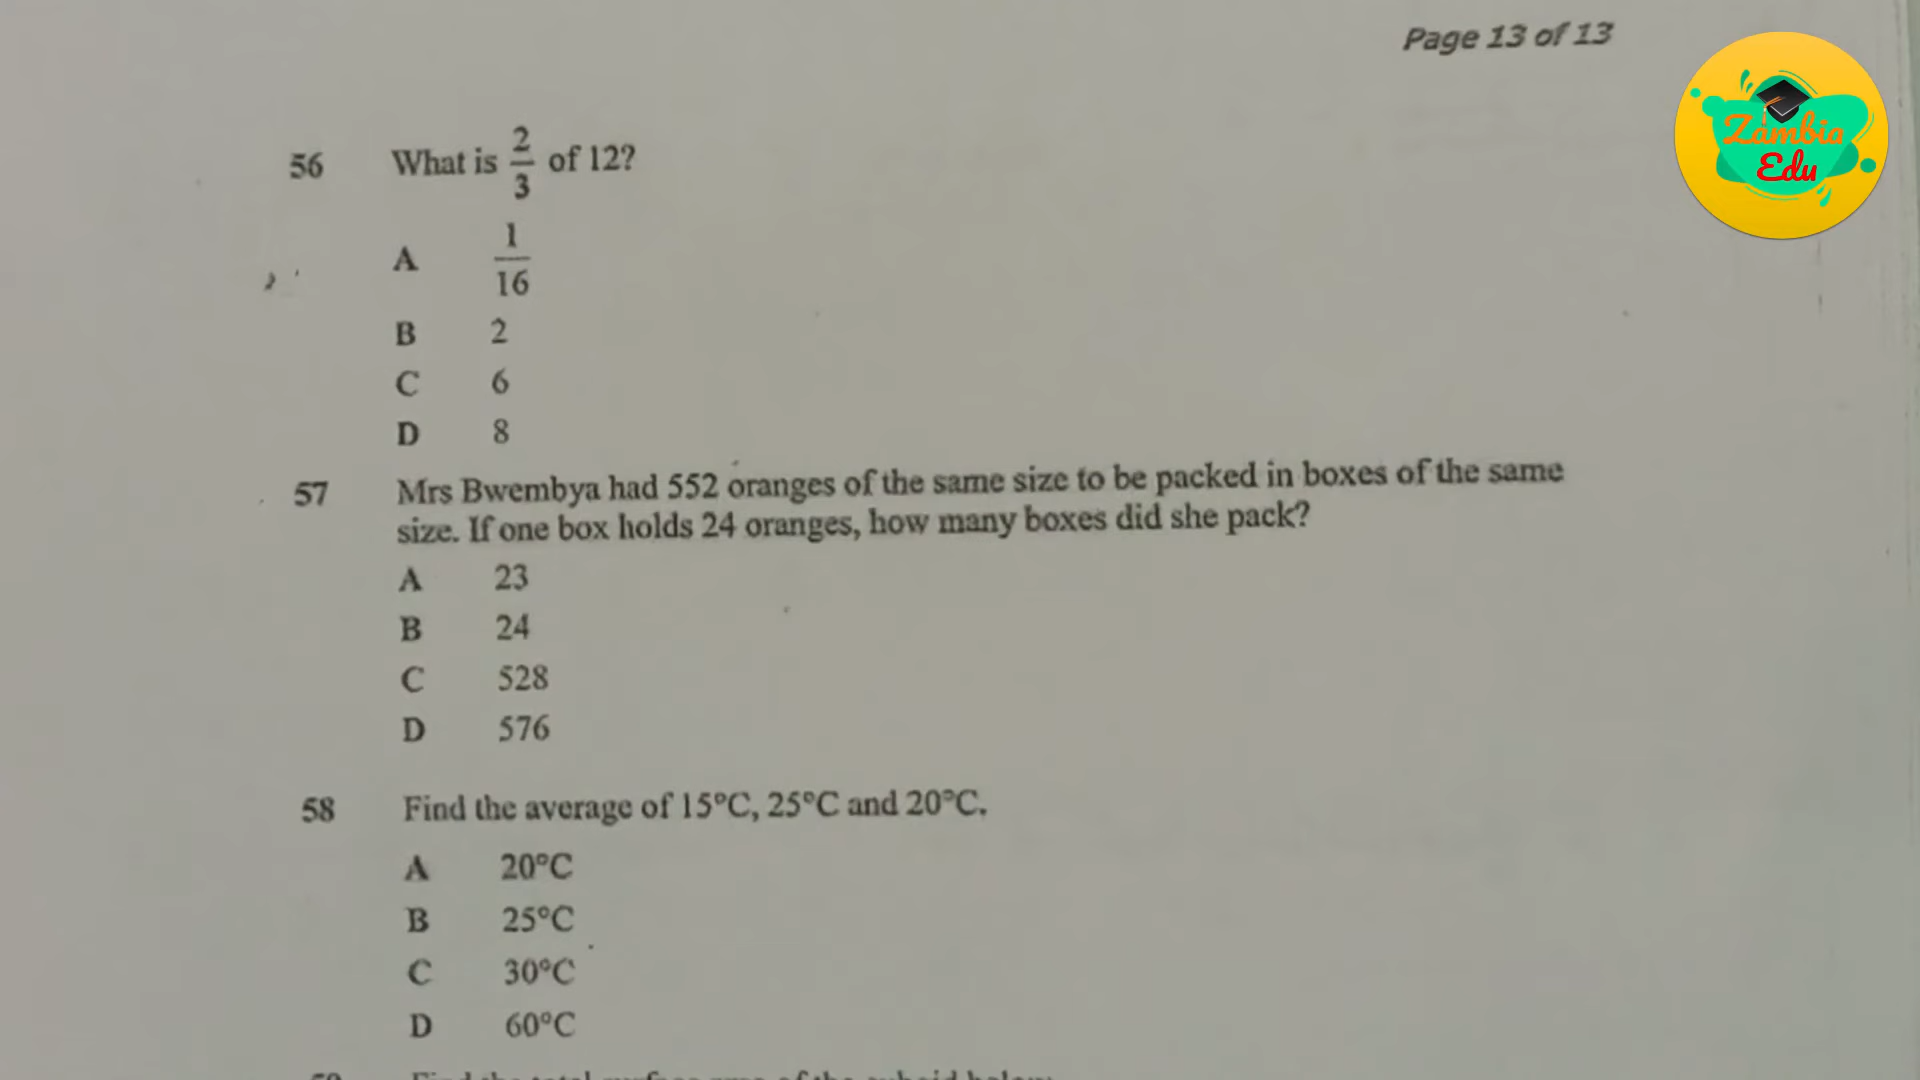 Page 13 of 13
Zambia
Edu
56 What is 2/3 of 12?
A 1/16
B 2
C 6
D 8
57 Mrs Bwembya had 552 oranges of the same size to be packed in boxes of the same
size. If one box holds 24 oranges, how many boxes did she pack?
A 23
B 24
C 528
D 576
58 Find the average of 15°C, 25°C and 20°C.
A 20°C
B 25°C
C 30°C
D 60°C